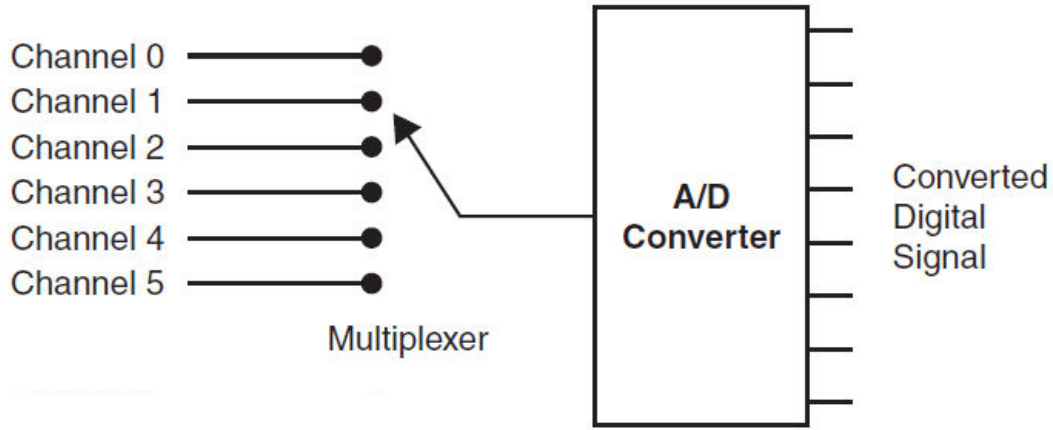 Channel 0
Channel 1
Channel 2
Channel 3
Channel 4
Channel 5
Multiplexer
A/D
Converter
Converted
Digital
Signal